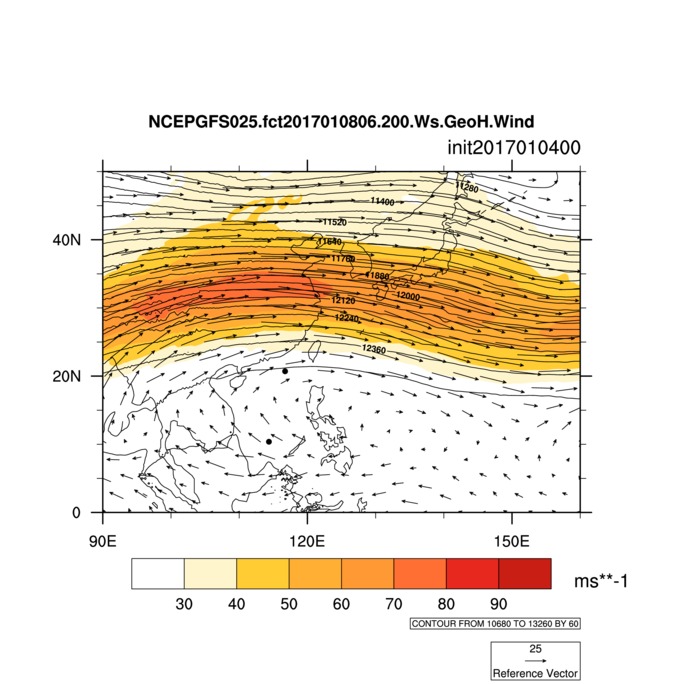 NCEPGFS025.fct2017010806.200.Ws.GeoH.Wind
init2017010400
11280
11400
11520
40N
11640
11760
11880
12000
12120
12240
12360
20N
0
90E 120E 150E
ms**-1
30 40 50 60 70 80 90
CONTOUR FROM 10680 TO 13260 BY 60
25
Reference Vector